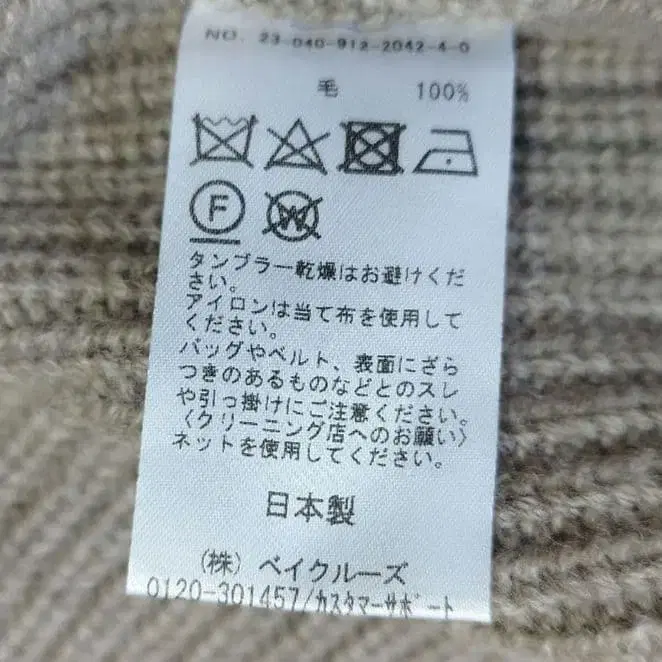 NO. 23-040-912-2042-4-0
毛 100%
F
W
タンブラー乾燥はお避けくだ
さい。
アイロンは当て布を使用して
ください。
バッグやベルト、表面にざら
つきのあるものなどとのスレ
や引っ掛けにご注意ください。
〈クリーニング店へのお願い〉
ネットを使用してください。
日本製
(株) ベイクルーズ
0120-301457/カスタマーサポート